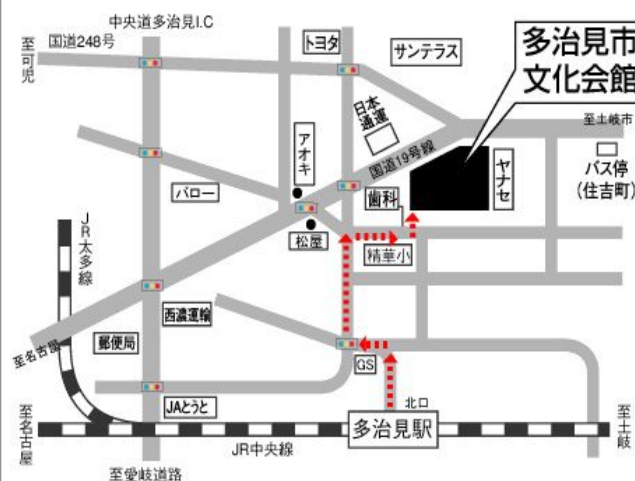 中央道多治見I.C
国道248号
至可児
トヨタ
サンテラス
多治見市
文化会館
日本
通運
至土岐市
アオキ
国道19号線
バス停
(住吉町)
ヤナセ
バロー
歯科
JR太多線
松屋
精華小
西濃運輸
郵便局
至名古屋
GS
JAとうと
北口
至名古屋
多治見駅
至土岐
JR中央線
至愛岐道路